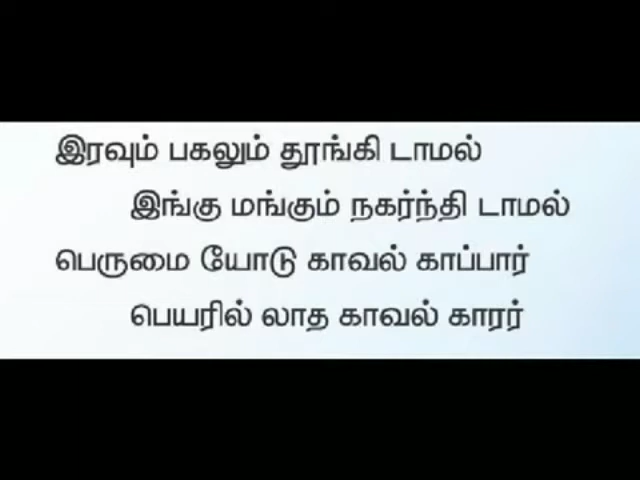 இரவும் பகலும் தூங்கி டாமல்
இங்கு மங்கும் நகர்ந்தி டாமல்
பெருமை யோடு காவல் காப்பார்
பெயரில் லாத காவல் காரர்